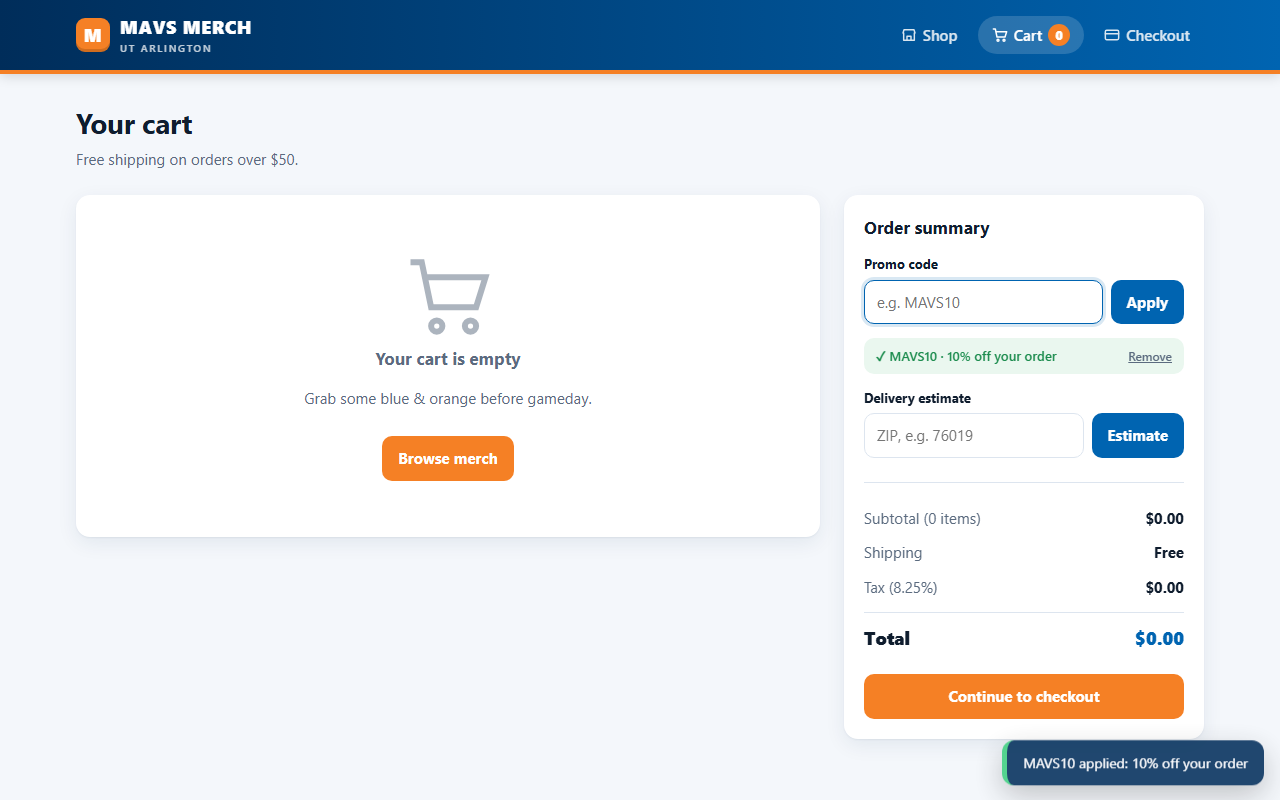 M
MAVS MERCH
UT ARLINGTON
Shop
Cart 0
Checkout
Your cart
Free shipping on orders over $50.
Your cart is empty
Grab some blue & orange before gameday.
Browse merch
Order summary
Promo code
e.g. MAVS10 Apply
✓ MAVS10 · 10% off your order Remove
Delivery estimate
ZIP, e.g. 76019 Estimate
Subtotal (0 items) $0.00
Shipping Free
Tax (8.25%) $0.00
Total $0.00
Continue to checkout
MAVS10 applied: 10% off your order